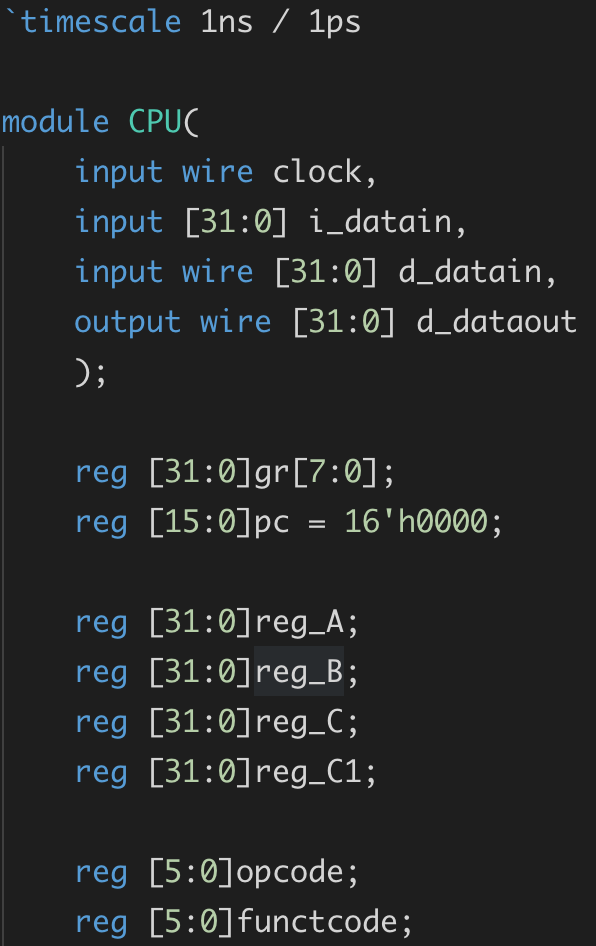 `timescale 1ns / 1ps
module CPU(
input wire clock,
input [31:0] i_datain,
input wire [31:0] d_datain,
output wire [31:0] d_dataout
);
reg [31:0]gr[7:0];
reg [15:0]pc = 16'h0000;
reg [31:0]reg_A;
reg [31:0]reg_B;
reg [31:0]reg_C;
reg [31:0]reg_C1;
reg [5:0]opcode;
reg [5:0]functcode;